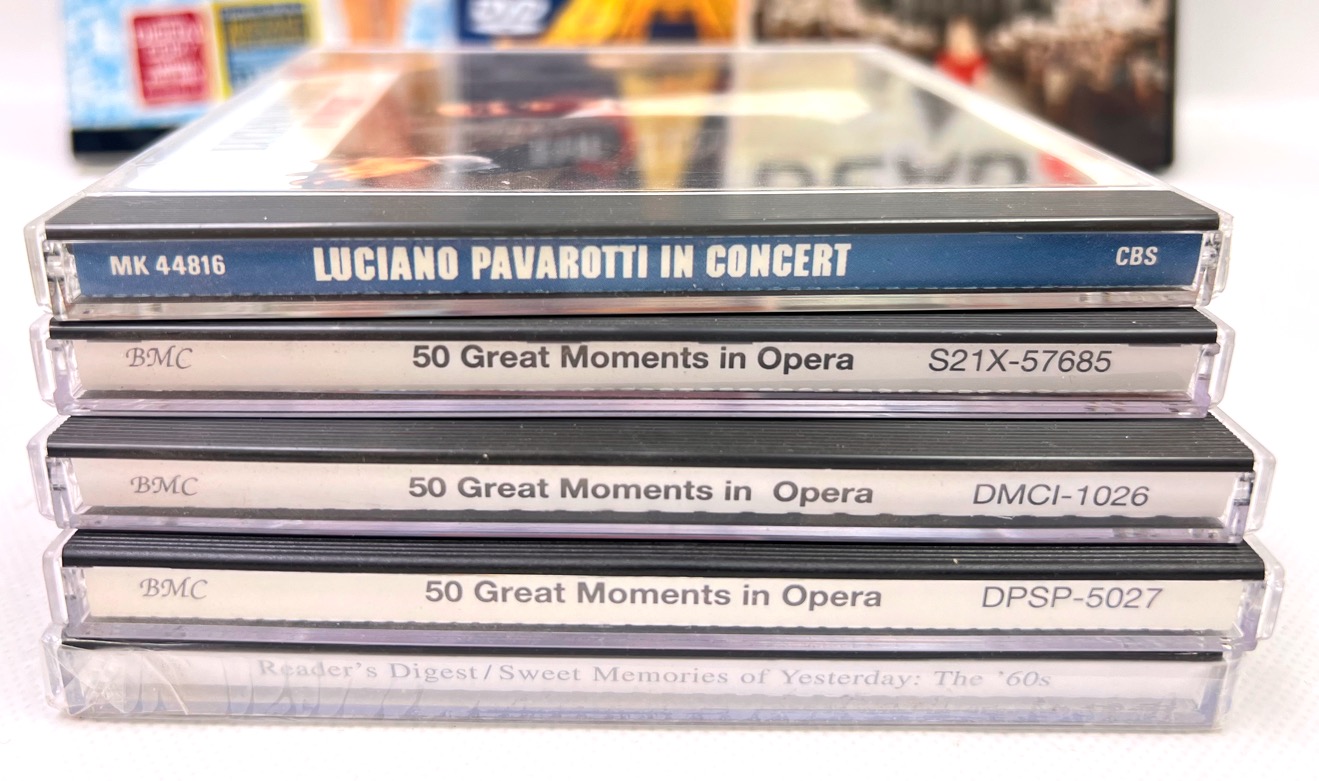 DVD
MK 44816 LUCIANO PAVAROTTI IN CONCERT CBS
BMC 50 Great Moments in Opera S21X-57685
BMC 50 Great Moments in Opera DMCI-1026
BMC 50 Great Moments in Opera DPSP-5027
Reader's Digest/Sweet Memories of Yesterday: The '60s